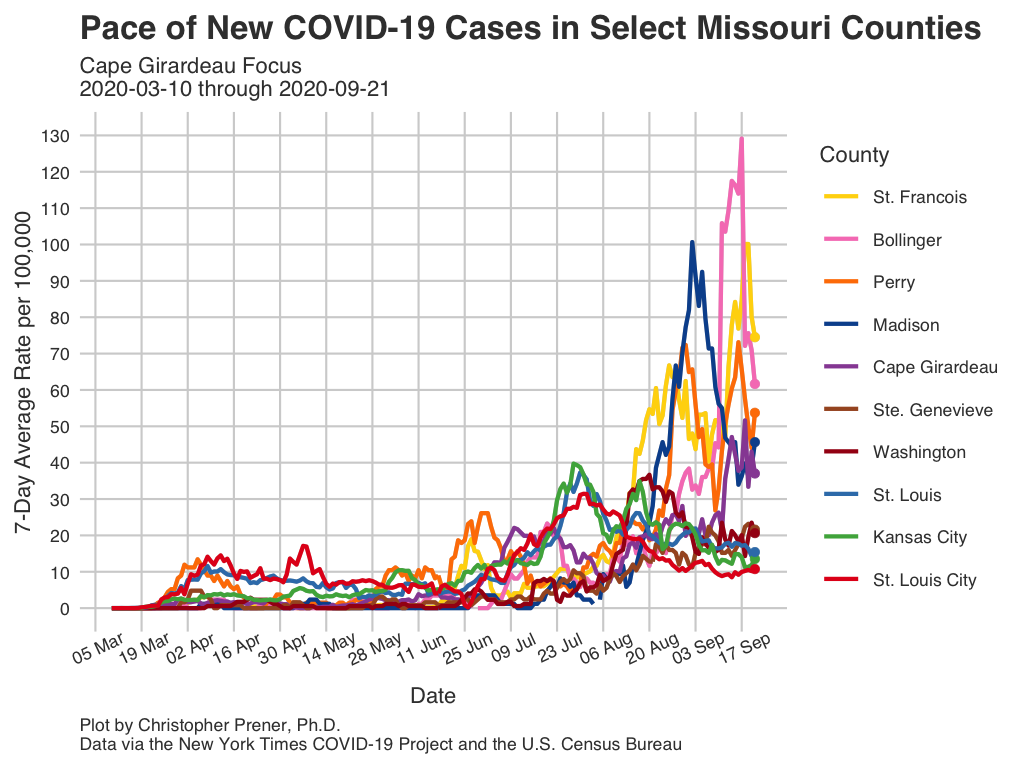 Pace of New COVID-19 Cases in Select Missouri Counties
Cape Girardeau Focus
2020-03-10 through 2020-09-21
7-Day Average Rate per 100,000
130
120
110
100
90
80
70
60
50
40
30
20
10
0
05 Mar
19 Mar
02 Apr
16 Apr
30 Apr
14 May
28 May
11 Jun
25 Jun
09 Jul
23 Jul
06 Aug
20 Aug
03 Sep
17 Sep
Date
County
St. Francois
Bollinger
Perry
Madison
Cape Girardeau
Ste. Genevieve
Washington
St. Louis
Kansas City
St. Louis City
Plot by Christopher Prener, Ph.D.
Data via the New York Times COVID-19 Project and the U.S. Census Bureau